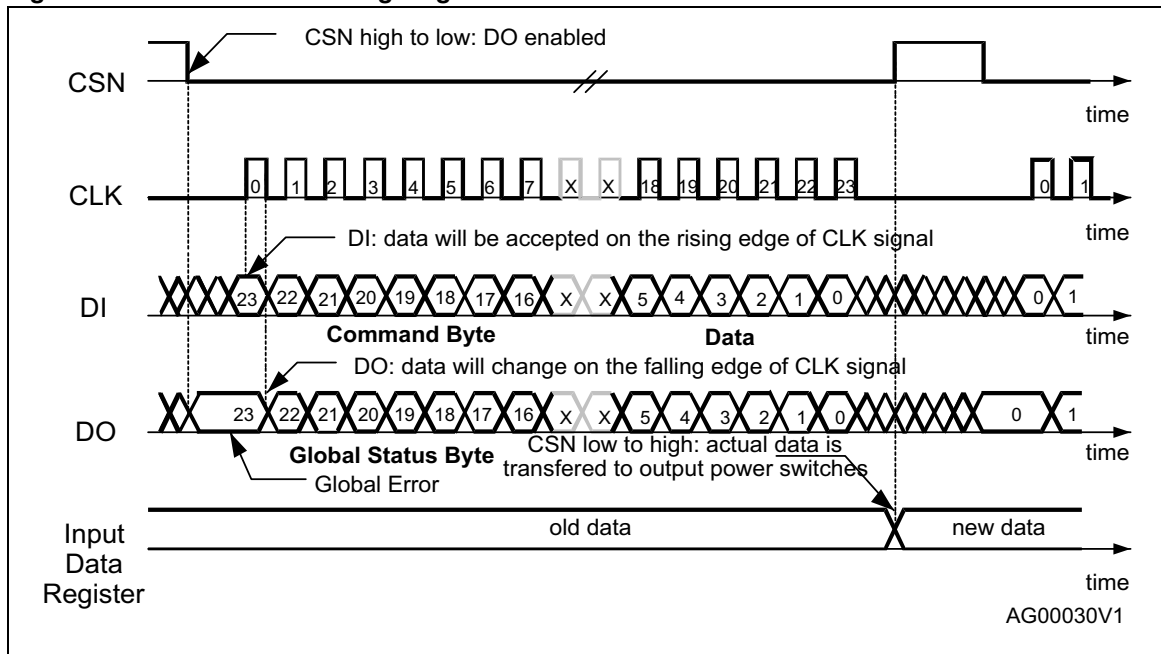 CSN high to low: DO enabled
CSN
time
0 1 2 3 4 5 6 7 X X 18 19 20 21 22 23 0 1
CLK
time
DI: data will be accepted on the rising edge of CLK signal
23 22 21 20 19 18 17 16 X X 5 4 3 2 1 0 0 1
DI
Command Byte Data
time
DO: data will change on the falling edge of CLK signal
23 22 21 20 19 18 17 16 X X 5 4 3 2 1 0 0 1
DO
Global Status Byte
CSN low to high: actual data is
transfered to output power switches
time
Global Error
old data new data
Input
Data
Register
time
AG00030V1